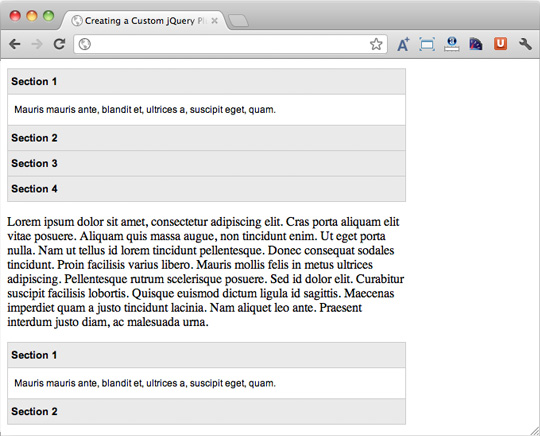 Creating a Custom jQuery Pl
Section 1
Mauris mauris ante, blandit et, ultrices a, suscipit eget, quam.
Section 2
Section 3
Section 4
Lorem ipsum dolor sit amet, consectetur adipiscing elit. Cras porta aliquam elit
vitae posuere. Aliquam quis massa augue, non tincidunt enim. Ut eget porta
nulla. Nam ut tellus id lorem tincidunt pellentesque. Donec consequat sodales
tincidunt. Proin facilisis varius libero. Mauris mollis felis in metus ultrices
adipiscing. Pellentesque rutrum scelerisque posuere. Sed id dolor elit. Curabitur
suscipit facilisis lobortis. Quisque euismod dictum ligula id sagittis. Maecenas
imperdiet quam a justo tincidunt lacinia. Nam aliquet leo ante. Praesent
interdum justo diam, ac malesuada urna.
Section 1
Mauris mauris ante, blandit et, ultrices a, suscipit eget, quam.
Section 2